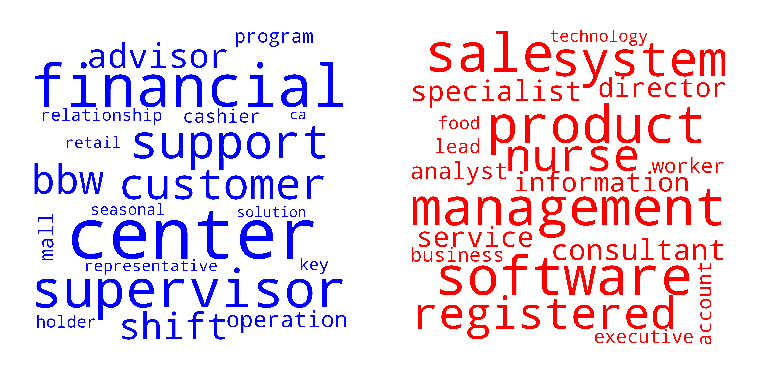 program
advisor
financial
relationship
cashier
ca
retail
support
bbw
customer
seasonal
solution
mall
center
representative
key
supervisor
holder
shift
operation
technology
sale
system
specialist
director
food
product
lead
nurse
analyst
worker
information
management
service
consultant
business
software
account
registered
executive